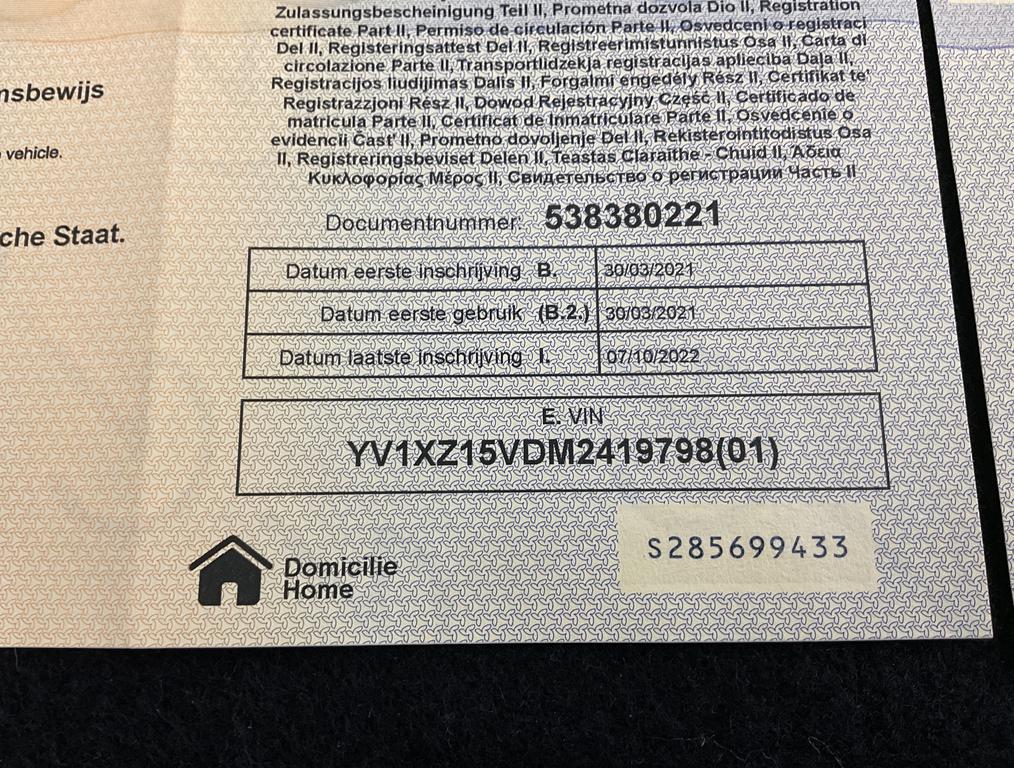 Zulassungsbescheinigung Teil II, Prometna dozvola Dio II, Registration
certificate Part II, Permiso de circulación Parte II, Osvedceni o registraci
Del II, Registeringsattest Del II, Registreerimistunnistus Osa II, Carta di
circolazione Parte II, Transportlidzekļa registracijas apliecība Daļa II,
Registracijos liudijimas Dalis II, Forgalmi engedély Rész II, Certifikat te'
Registrazzjoni Rész II, Dowod Rejestracyjny Część II, Certificado de
matricula Parte II, Certificat de Inmatriculare Parte II, Osvedcenie o
evidencii Čast' II, Prometno dovoljenje Del II, Rekisterointitodistus Osa
II, Registreringsbeviset Delen II, Teastas Claraithe - Chuid II, Άδεια
Κυκλοφορίας Μέρος II, Свидетельство о регистрации Часть II
nsbewijs
vehicle.
che Staat.
Documentnummer: 538380221
Datum eerste inschrijving B. 30/03/2021
Datum eerste gebruik (B.2.) 30/03/2021
Datum laatste inschrijving I. 07/10/2022
E. VIN
YV1XZ15VDM2419798(01)
Domicilie
Home
S285699433